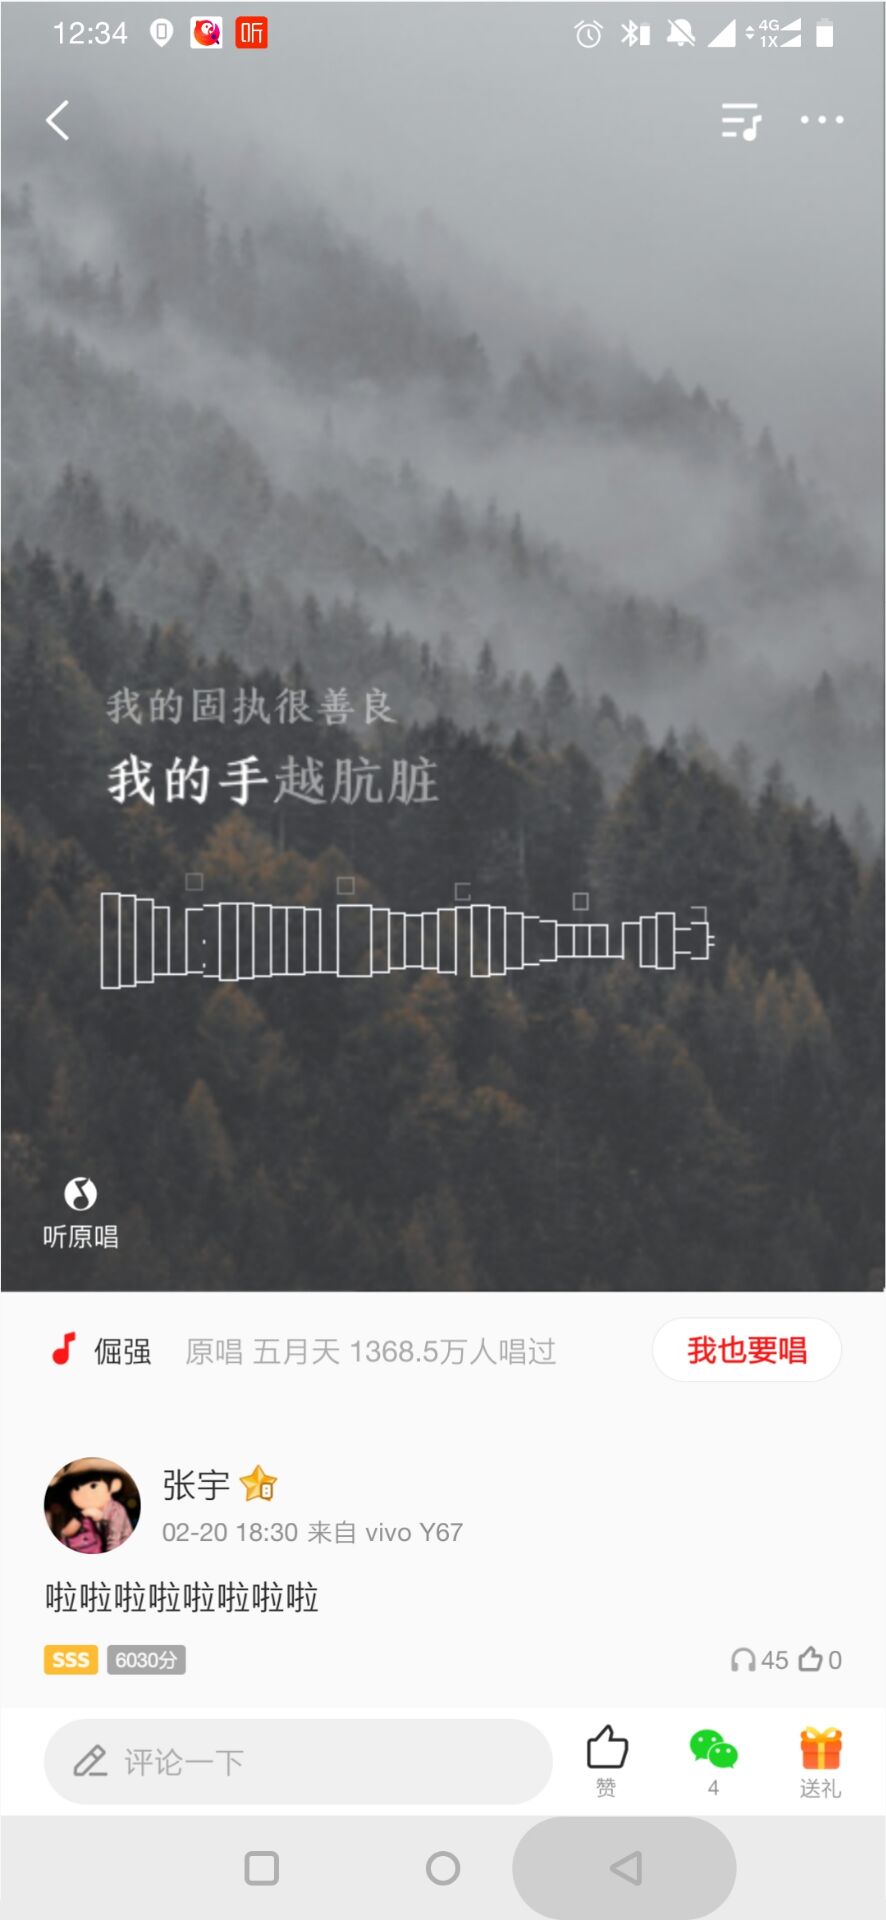 12:34 听 4G 1X
我的固执很善良
我的手越肮脏
听原唱
倔强 原唱 五月天 1368.5万人唱过 我也要唱
张宇
02-20 18:30 来自 vivo Y67
啦啦啦啦啦啦啦啦
SSS 6030分 45 0
评论一下 赞 4 送礼